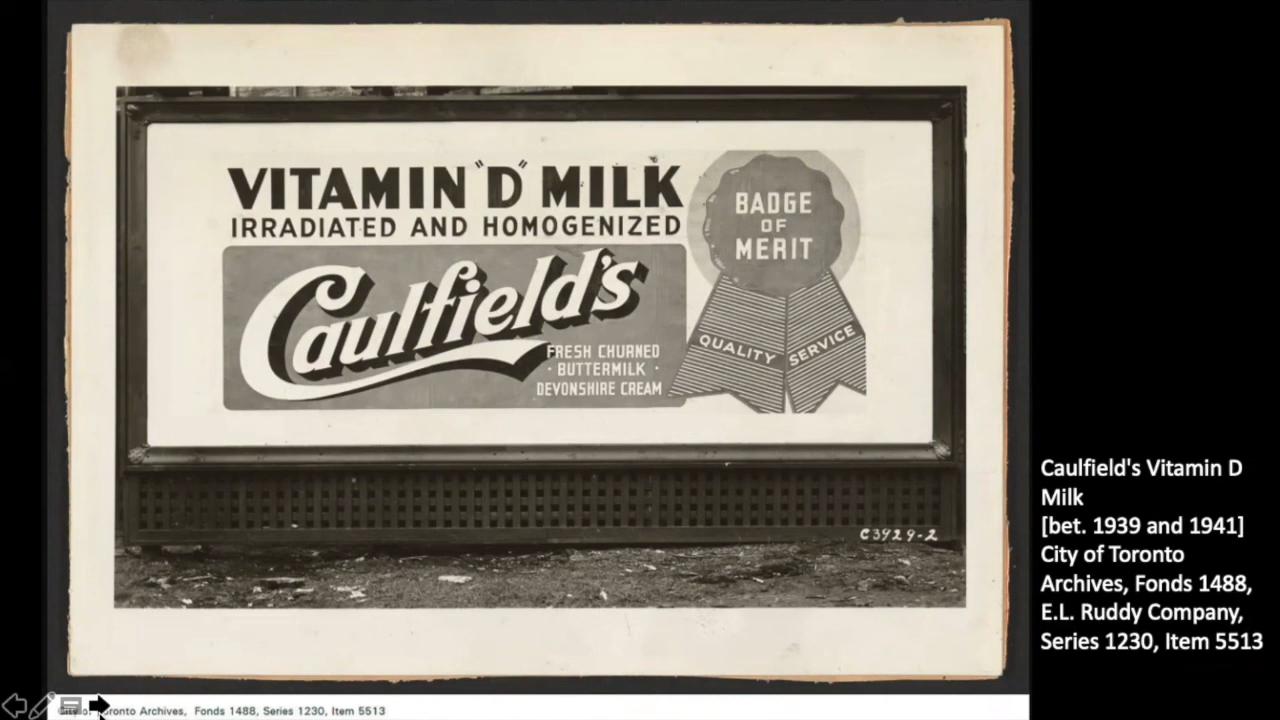 VITAMIN "D" MILK
IRRADIATED AND HOMOGENIZED
Caulfield's
FRESH CHURNED
· BUTTERMILK ·
DEVONSHIRE CREAM
BADGE
OF
MERIT
QUALITY
SERVICE
C3929-2
Caulfield's Vitamin D
Milk
[bet. 1939 and 1941]
City of Toronto
Archives, Fonds 1488,
E.L. Ruddy Company,
Series 1230, Item 5513
Toronto Archives, Fonds 1488, Series 1230, Item 5513